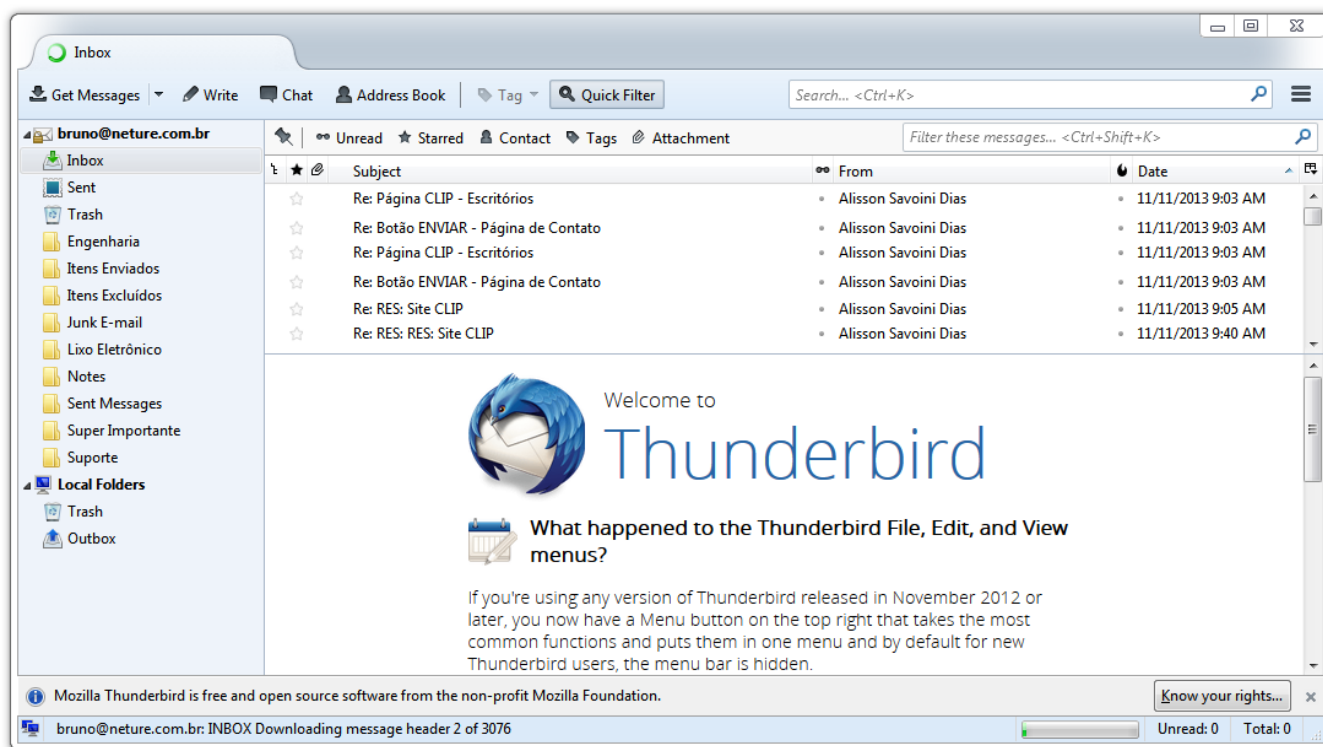 Inbox
Get Messages Write Chat Address Book Tag Quick Filter Search... <Ctrl+K>
bruno@neture.com.br
Inbox
Sent
Trash
Engenharia
Itens Enviados
Itens Excluídos
Junk E-mail
Lixo Eletrônico
Notes
Sent Messages
Super Importante
Suporte
Local Folders
Trash
Outbox
Unread Starred Contact Tags Attachment Filter these messages... <Ctrl+Shift+K>
Subject From Date
Re: Página CLIP - Escritórios Alisson Savoini Dias 11/11/2013 9:03 AM
Re: Botão ENVIAR - Página de Contato Alisson Savoini Dias 11/11/2013 9:03 AM
Re: Página CLIP - Escritórios Alisson Savoini Dias 11/11/2013 9:03 AM
Re: Botão ENVIAR - Página de Contato Alisson Savoini Dias 11/11/2013 9:03 AM
Re: RES: Site CLIP Alisson Savoini Dias 11/11/2013 9:05 AM
Re: RES: RES: Site CLIP Alisson Savoini Dias 11/11/2013 9:40 AM
Welcome to
Thunderbird
What happened to the Thunderbird File, Edit, and View
menus?
If you're using any version of Thunderbird released in November 2012 or
later, you now have a Menu button on the top right that takes the most
common functions and puts them in one menu and by default for new
Thunderbird users, the menu bar is hidden.
Mozilla Thunderbird is free and open source software from the non-profit Mozilla Foundation. Know your rights...
bruno@neture.com.br: INBOX Downloading message header 2 of 3076 Unread: 0 Total: 0